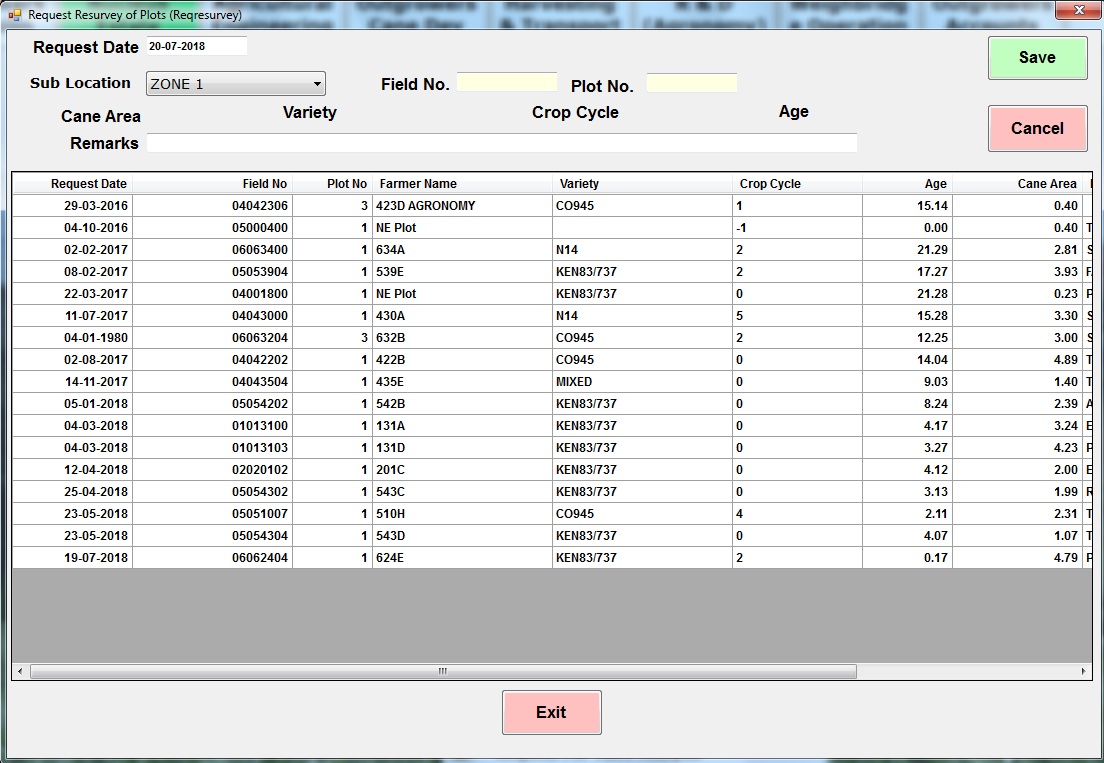 Request Resurvey of Plots (Reqresurvey)
Request Date 20-07-2018 Save
Sub Location ZONE 1 Field No. Plot No.
Cane Area Variety Crop Cycle Age
Remarks Cancel
Request Date Field No Plot No Farmer Name Variety Crop Cycle Age Cane Area
29-03-2016 04042306 3 423D AGRONOMY CO945 1 15.14 0.40
04-10-2016 05000400 1 NE Plot -1 0.00 0.40 T
02-02-2017 06063400 1 634A N14 2 21.29 2.81 S
08-02-2017 05053904 1 539E KEN83/737 2 17.27 3.93
22-03-2017 04001800 1 NE Plot KEN83/737 0 21.28 0.23 P
11-07-2017 04043000 1 430A N14 5 15.28 3.30 S
04-01-1980 06063204 3 632B CO945 2 12.25 3.00 S
02-08-2017 04042202 1 422B CO945 0 14.04 4.89 T
14-11-2017 04043504 1 435E MIXED 0 9.03 1.40 T
05-01-2018 05054202 1 542B KEN83/737 0 8.24 2.39 A
04-03-2018 01013100 1 131A KEN83/737 0 4.17 3.24 E
04-03-2018 01013103 1 131D KEN83/737 0 3.27 4.23 P
12-04-2018 02020102 1 201C KEN83/737 0 4.12 2.00 E
25-04-2018 05054302 1 543C KEN83/737 0 3.13 1.99 R
23-05-2018 05051007 1 510H CO945 4 2.11 2.31 T
23-05-2018 05054304 1 543D KEN83/737 0 4.07 1.07 T
19-07-2018 06062404 1 624E KEN83/737 2 0.17 4.79 P
Exit